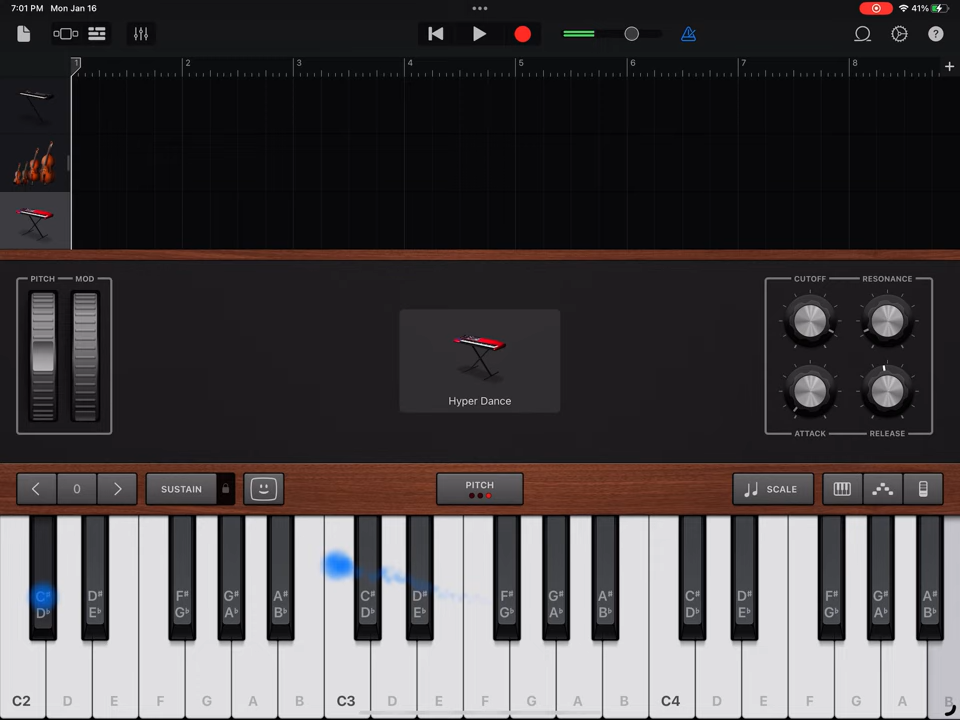 7:01 PM Mon Jan 16
41%
1 2 3 4 5 6 7 8
PITCH MOD
CUTOFF RESONANCE
Hyper Dance
ATTACK RELEASE
0 SUSTAIN PITCH SCALE
C# D# F# G# A# C# D# F# G# A# C# D# F# G# A#
D♭ E♭ G♭ A♭ B♭ D♭ E♭ G♭ A♭ B♭ D♭ E♭ G♭ A♭ B♭
C2 D E F G A B C3 D E F G A B C4 D E F G A B